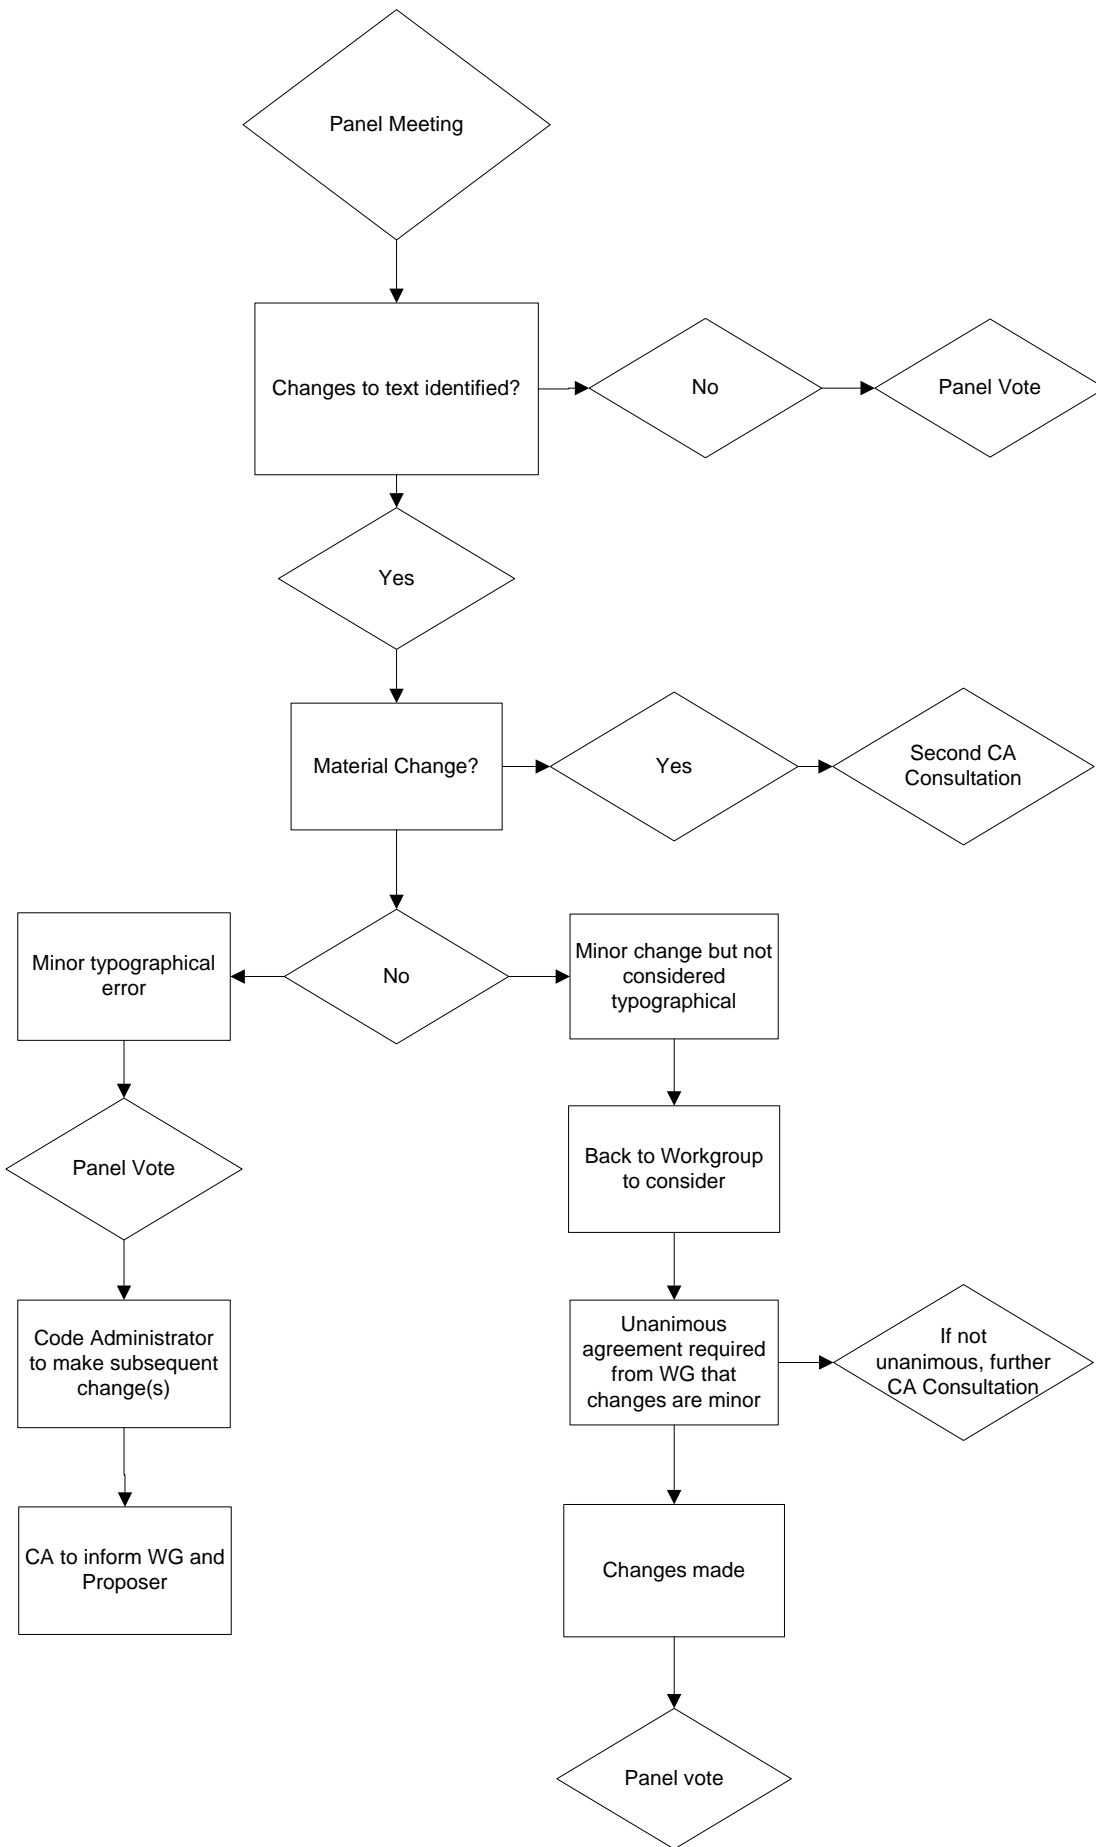 Panel Meeting
Changes to text identified?
No
Panel Vote
Yes
Material Change?
Yes
Second CA
Consultation
Minor typographical
error
No
Minor change but not
considered
typographical
Back to Workgroup
to consider
Panel Vote
Code Administrator
to make subsequent
change(s)
Unanimous
agreement required
from WG that
changes are minor
If not
unanimous, further
CA Consultation
CA to inform WG and
Proposer
Changes made
Panel vote